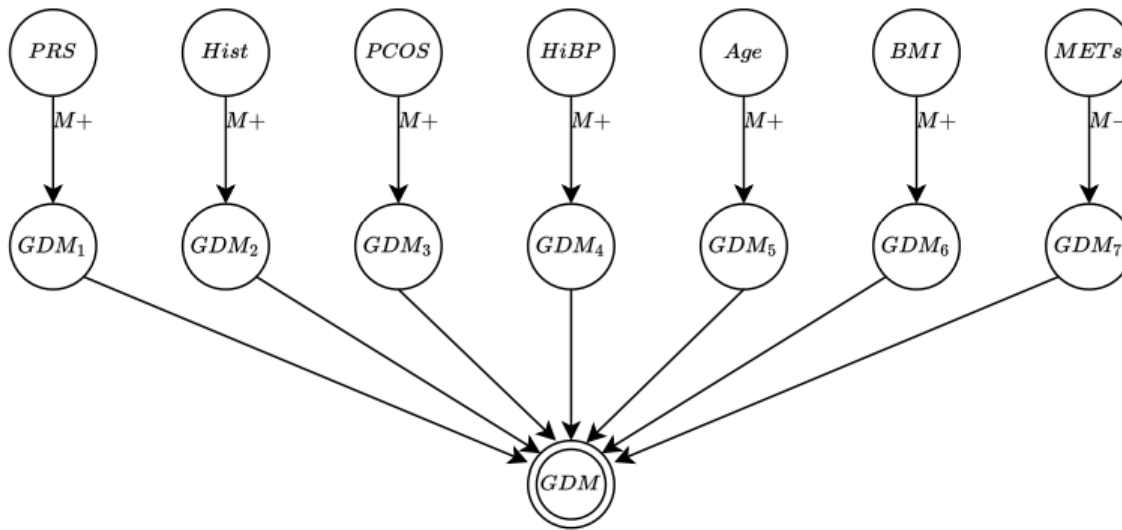 PRS Hist PCOS HiBP Age BMI METs
M+ M+ M+ M+ M+ M+ M-
GDM₁ GDM₂ GDM₃ GDM₄ GDM₅ GDM₆ GDM₇
GDM